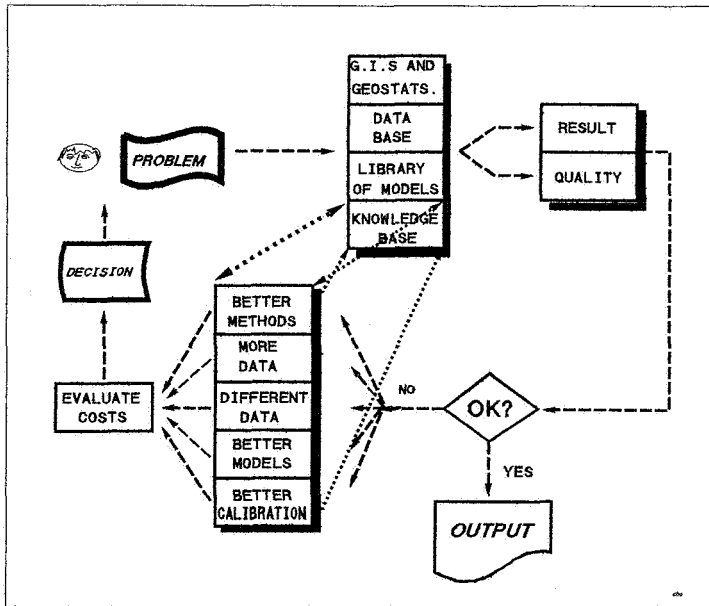 G.I.S AND
GEOSTATS.
DATA
BASE
LIBRARY
OF MODELS
KNOWLEDGE
BASE
PROBLEM
RESULT
QUALITY
DECISION
BETTER
METHODS
MORE
DATA
DIFFERENT
DATA
BETTER
MODELS
BETTER
CALIBRATION
EVALUATE
COSTS
NO
OK?
YES
OUTPUT